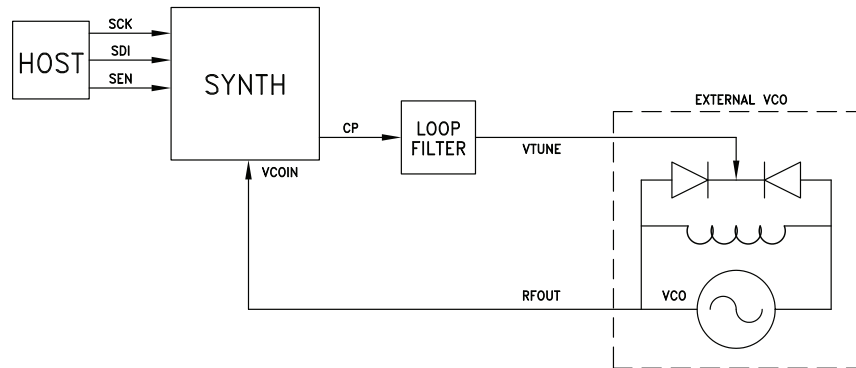 SCK
SDI
SEN
HOST
SYNTH
CP
LOOP
FILTER
VTUNE
EXTERNAL VCO
VCOIN
RFOUT
VCO